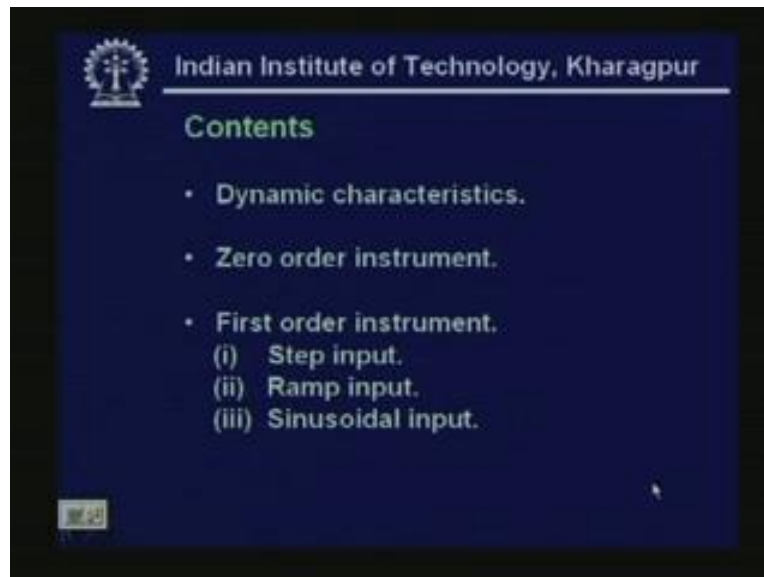 Indian Institute of Technology, Kharagpur
Contents
• Dynamic characteristics.
• Zero order instrument.
• First order instrument.
(i) Step input.
(ii) Ramp input.
(iii) Sinusoidal input.